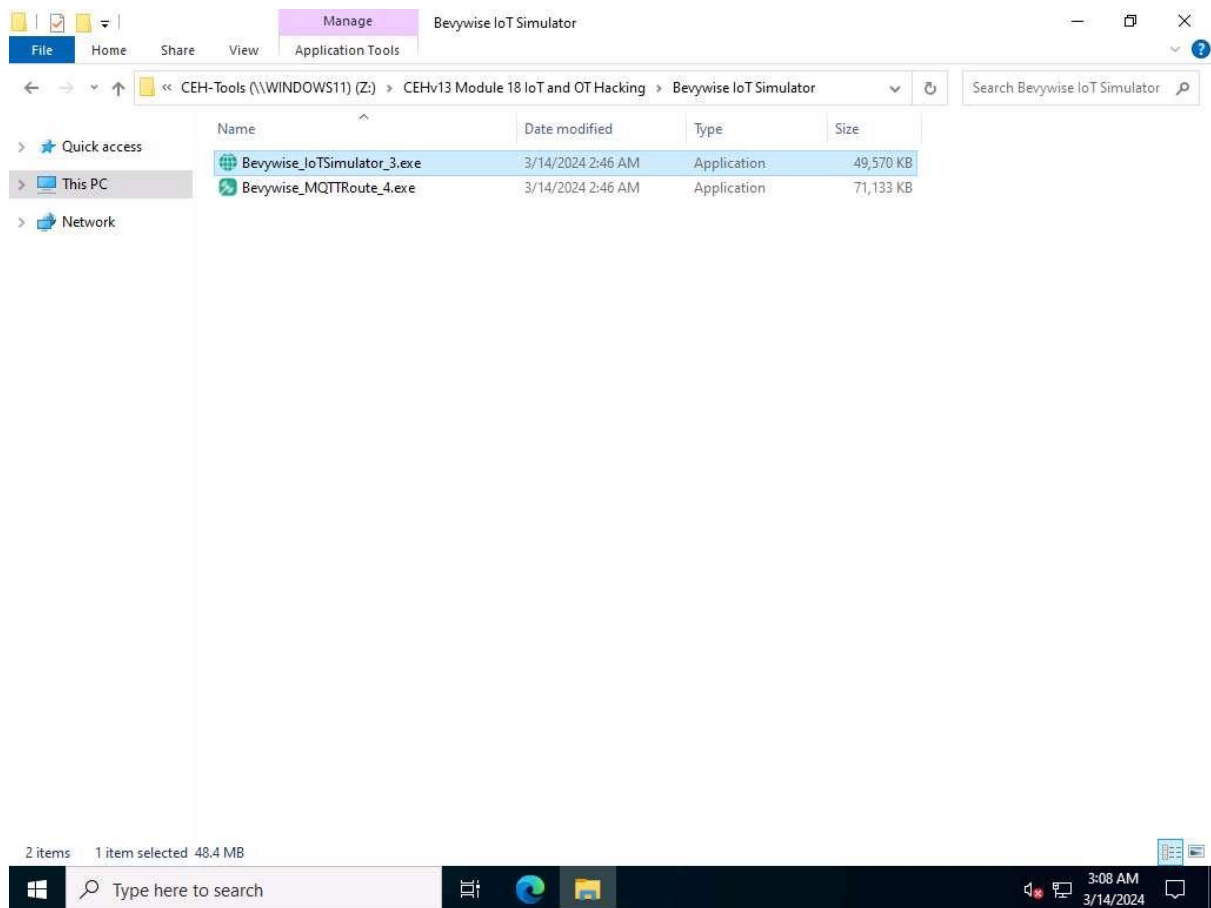 Manage
Bevywise IoT Simulator
File Home Share View Application Tools
« CEH-Tools (\\WINDOWS11) (Z:) › CEHv13 Module 18 IoT and OT Hacking › Bevywise IoT Simulator
Search Bevywise IoT Simulator
Name Date modified Type Size
Quick access
This PC
Network
Bevywise_IoTSimulator_3.exe 3/14/2024 2:46 AM Application 49,570 KB
Bevywise_MQTTRoute_4.exe 3/14/2024 2:46 AM Application 71,133 KB
2 items 1 item selected 48.4 MB
Type here to search
3:08 AM
3/14/2024